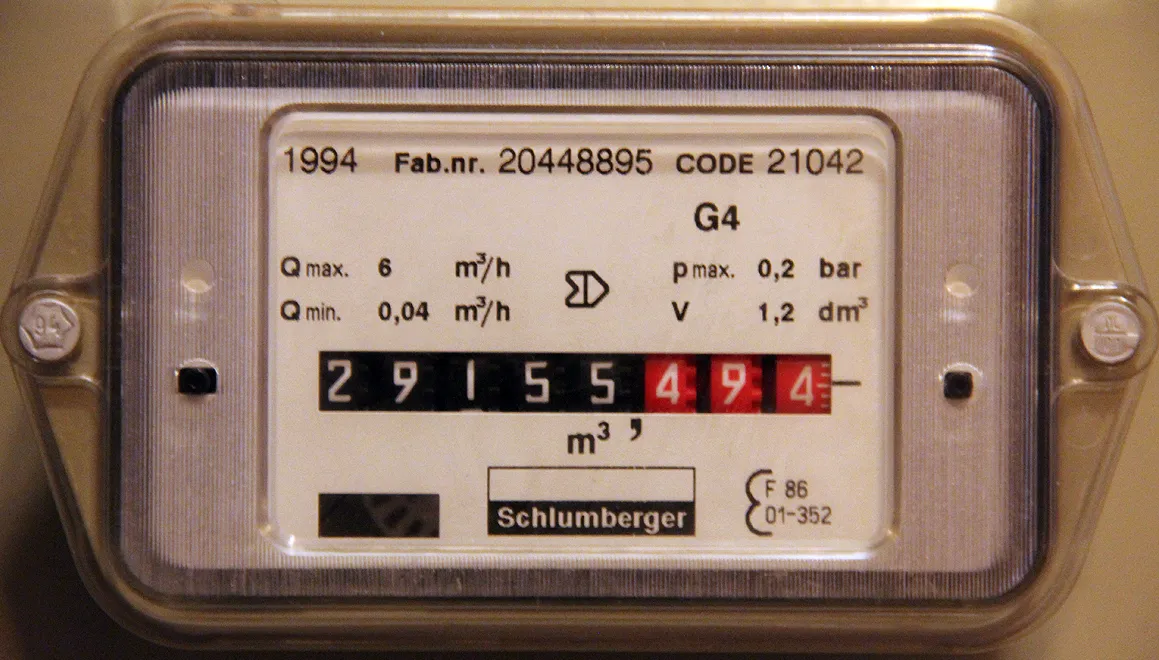 1994 Fab.nr. 20448895 CODE 21042
G4
Q max. 6 m³/h p max. 0,2 bar
Q min. 0,04 m³/h V 1,2 dm³
29155494
m³ ,
Schlumberger
F 86
01-352
94